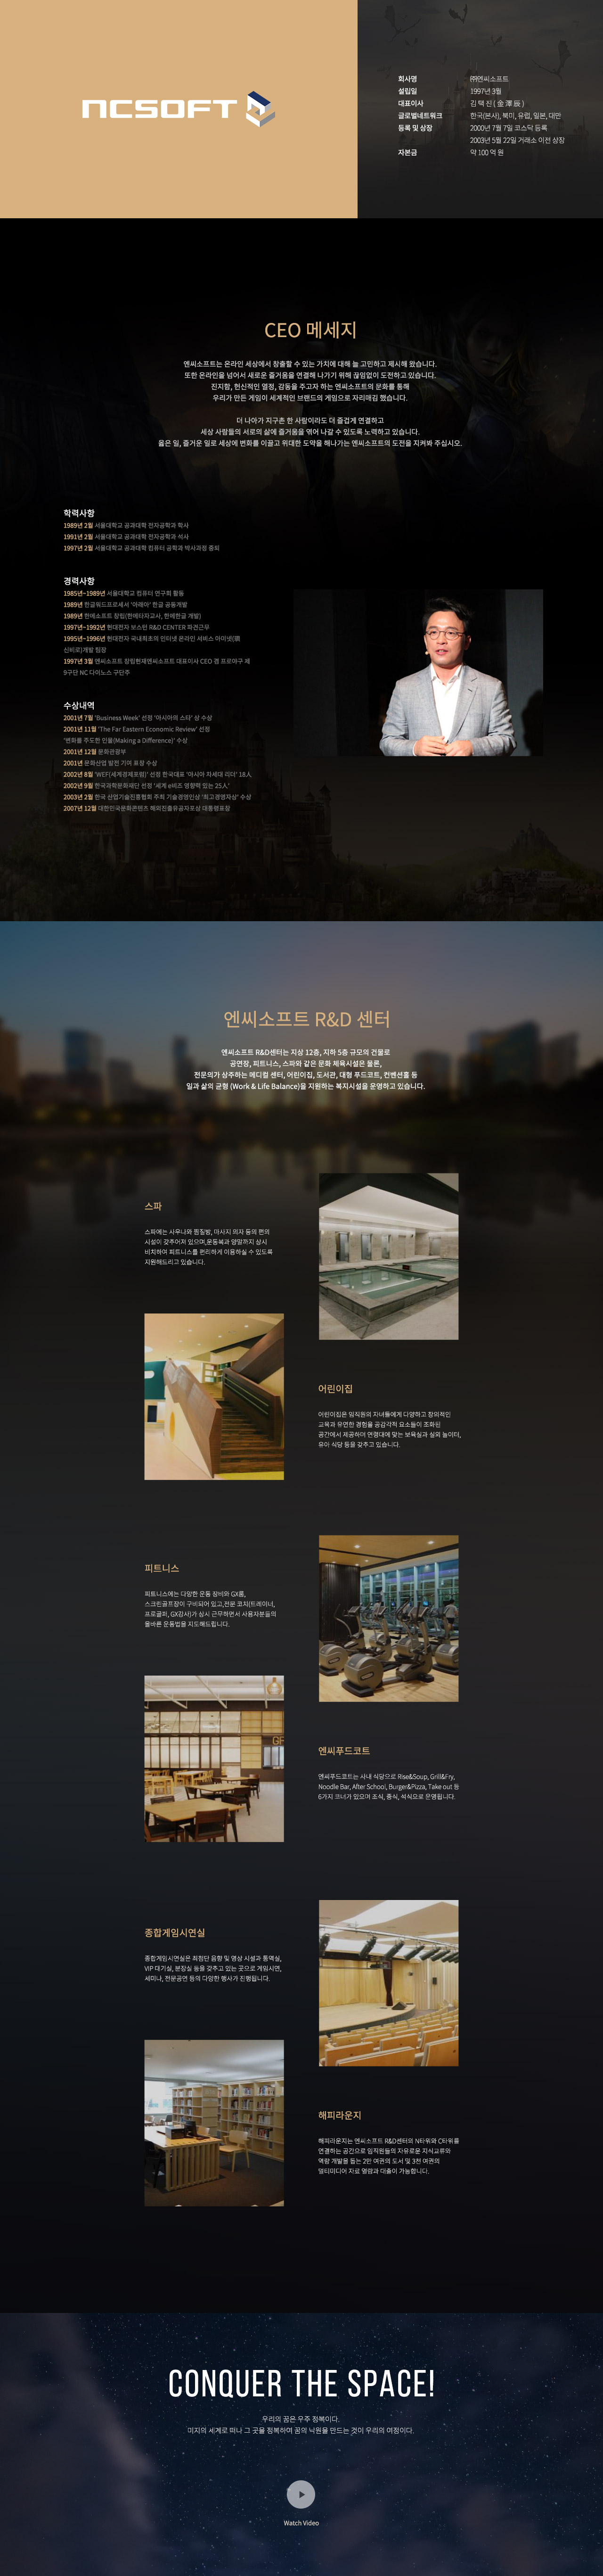 NCSOFT
회사명 ㈜엔씨소프트
설립일 1997년 3월
대표이사 김 택 진 ( 金 澤 辰 )
글로벌네트워크 한국(본사), 북미, 유럽, 일본, 대만
등록 및 상장 2000년 7월 7일 코스닥 등록
2003년 5월 22일 거래소 이전 상장
자본금 약 100 억 원
CEO 메세지
엔씨소프트는 온라인 세상에서 창출할 수 있는 가치에 대해 늘 고민하고 제시해 왔습니다.
또한 온라인을 넘어서 새로운 즐거움을 연결해 나가기 위해 끊임없이 도전하고 있습니다.
진지함, 헌신적인 열정, 감동을 주고자 하는 엔씨소프트의 문화를 통해
우리가 만든 게임이 세계적인 브랜드의 게임으로 자리매김 했습니다.
더 나아가 지구촌 한 사람이라도 더 즐겁게 연결하고
세상 사람들의 서로의 삶에 즐거움을 엮어 나갈 수 있도록 노력하고 있습니다.
옳은 일, 즐거운 일로 세상에 변화를 이끌고 위대한 도약을 해나가는 엔씨소프트의 도전을 지켜봐 주십시오.
학력사항
1989년 2월 서울대학교 공과대학 전자공학과 학사
1991년 2월 서울대학교 공과대학 전자공학과 석사
1997년 2월 서울대학교 공과대학 컴퓨터 공학과 박사과정 중퇴
경력사항
1985년~1989년 서울대학교 컴퓨터 연구회 활동
1989년 한글워드프로세서 '아래아' 한글 공동개발
1989년 한메소프트 창립(한메타자교사, 한메한글 개발)
1997년~1992년 현대전자 보스턴 R&D CENTER 파견근무
1995년~1996년 현대전자 국내최초의 인터넷 온라인 서비스 아미넷(現
신비로)개발 팀장
1997년 3월 엔씨소프트 창립현재엔씨소프트 대표이사 CEO 겸 프로야구 제
9구단 NC 다이노스 구단주
수상내역
2001년 7월 'Business Week' 선정 '아시아의 스타' 상 수상
2001년 11월 'The Far Eastern Economic Review' 선정
'변화를 주도한 인물(Making a Difference)' 수상
2001년 12월 문화관광부
2001년 문화산업 발전 기여 표창 수상
2002년 8월 'WEF(세계경제포럼)' 선정 한국대표 '아시아 차세대 리더' 18人
2002년 9월 한국과학문화재단 선정 '세계 e비즈 영향력 있는 25人'
2003년 2월 한국 산업기술진흥협회 주최 기술경영인상 '최고경영자상' 수상
2007년 12월 대한민국문화콘텐츠 해외진출유공자포상 대통령표창
엔씨소프트 R&D 센터
엔씨소프트 R&D센터는 지상 12층, 지하 5층 규모의 건물로
공연장, 피트니스, 스파와 같은 문화 체육시설은 물론,
전문의가 상주하는 메디컬 센터, 어린이집, 도서관, 대형 푸드코트, 컨벤션홀 등
일과 삶의 균형 (Work & Life Balance)을 지원하는 복지시설을 운영하고 있습니다.
스파
스파에는 사우나와 찜질방, 마사지 의자 등의 편의
시설이 갖추어져 있으며,운동복과 양말까지 상시
비치하여 피트니스를 편리하게 이용하실 수 있도록
지원해드리고 있습니다.
어린이집
어린이집은 임직원의 자녀들에게 다양하고 창의적인
교육과 유연한 경험을 공감각적 요소들이 조화된
공간에서 제공하며 연령대에 맞는 보육실과 실외 놀이터,
유아 식당 등을 갖추고 있습니다.
피트니스
피트니스에는 다양한 운동 장비와 GX룸,
스크린골프장이 구비되어 있고,전문 코치(트레이너,
프로골퍼, GX강사)가 상시 근무하면서 사용자분들의
올바른 운동법을 지도해드립니다.
엔씨푸드코트
엔씨푸드코트는 사내 식당으로 Rise&Soup, Grill&Fry,
Noodle Bar, After School, Burger&Pizza, Take out 등
6가지 코너가 있으며 조식, 중식, 석식으로 운영됩니다.
종합게임시연실
종합게임시연실은 최첨단 음향 및 영상 시설과 통역실,
VIP 대기실, 분장실 등을 갖추고 있는 곳으로 게임시연,
세미나, 전문공연 등의 다양한 행사가 진행됩니다.
해피라운지
해피라운지는 엔씨소프트 R&D센터의 N타워와 C타워를
연결하는 공간으로 임직원들의 자유로운 지식교류와
역량 개발을 돕는 2만 여권의 도서 및 3천 여권의
멀티미디어 자료 열람과 대출이 가능합니다.
CONQUER THE SPACE!
우리의 꿈은 우주 정복이다.
미지의 세계로 떠나 그 곳을 정복하여 꿈의 낙원을 만드는 것이 우리의 여정이다.
Watch Video